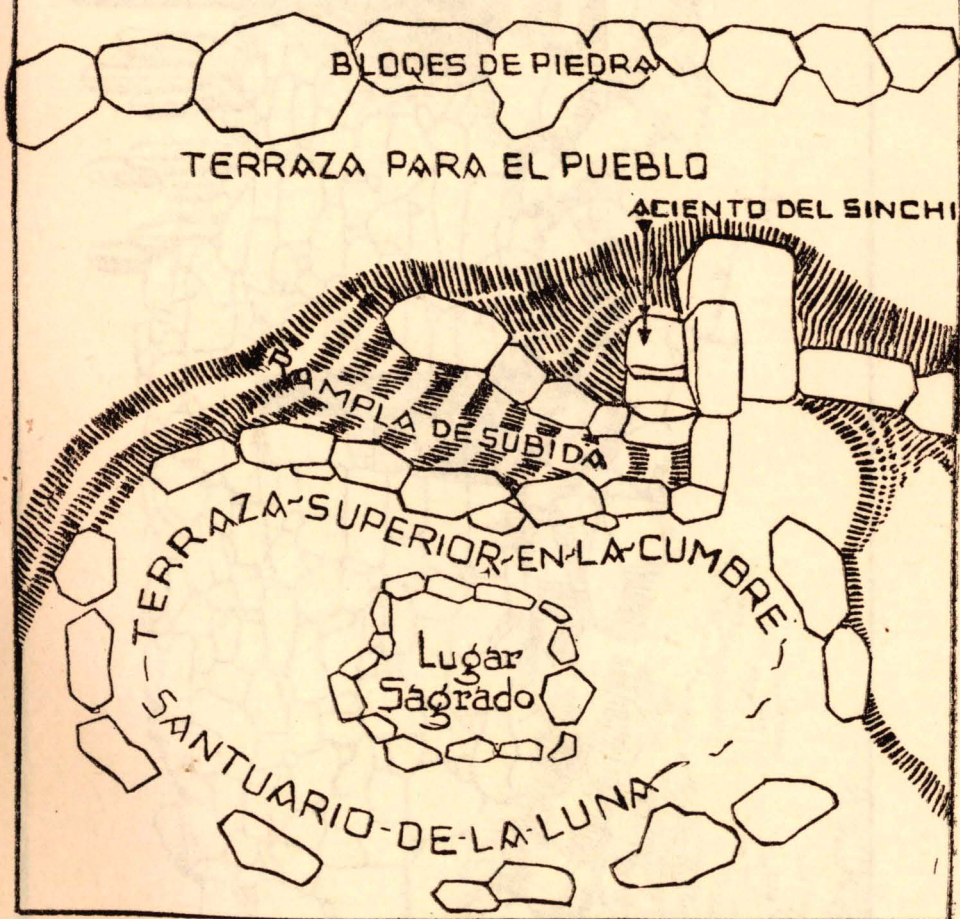 BLOQES DE PIEDRA
TERRAZA PARA EL PUEBLO
ACIENTO DEL SINCHI
RAMPLA DE SUBIDA
TERRAZA-SUPERIOR-EN-LA-CUMBRE
Lugar
Sagrado
SANTUARIO-DE-LA-LUNA